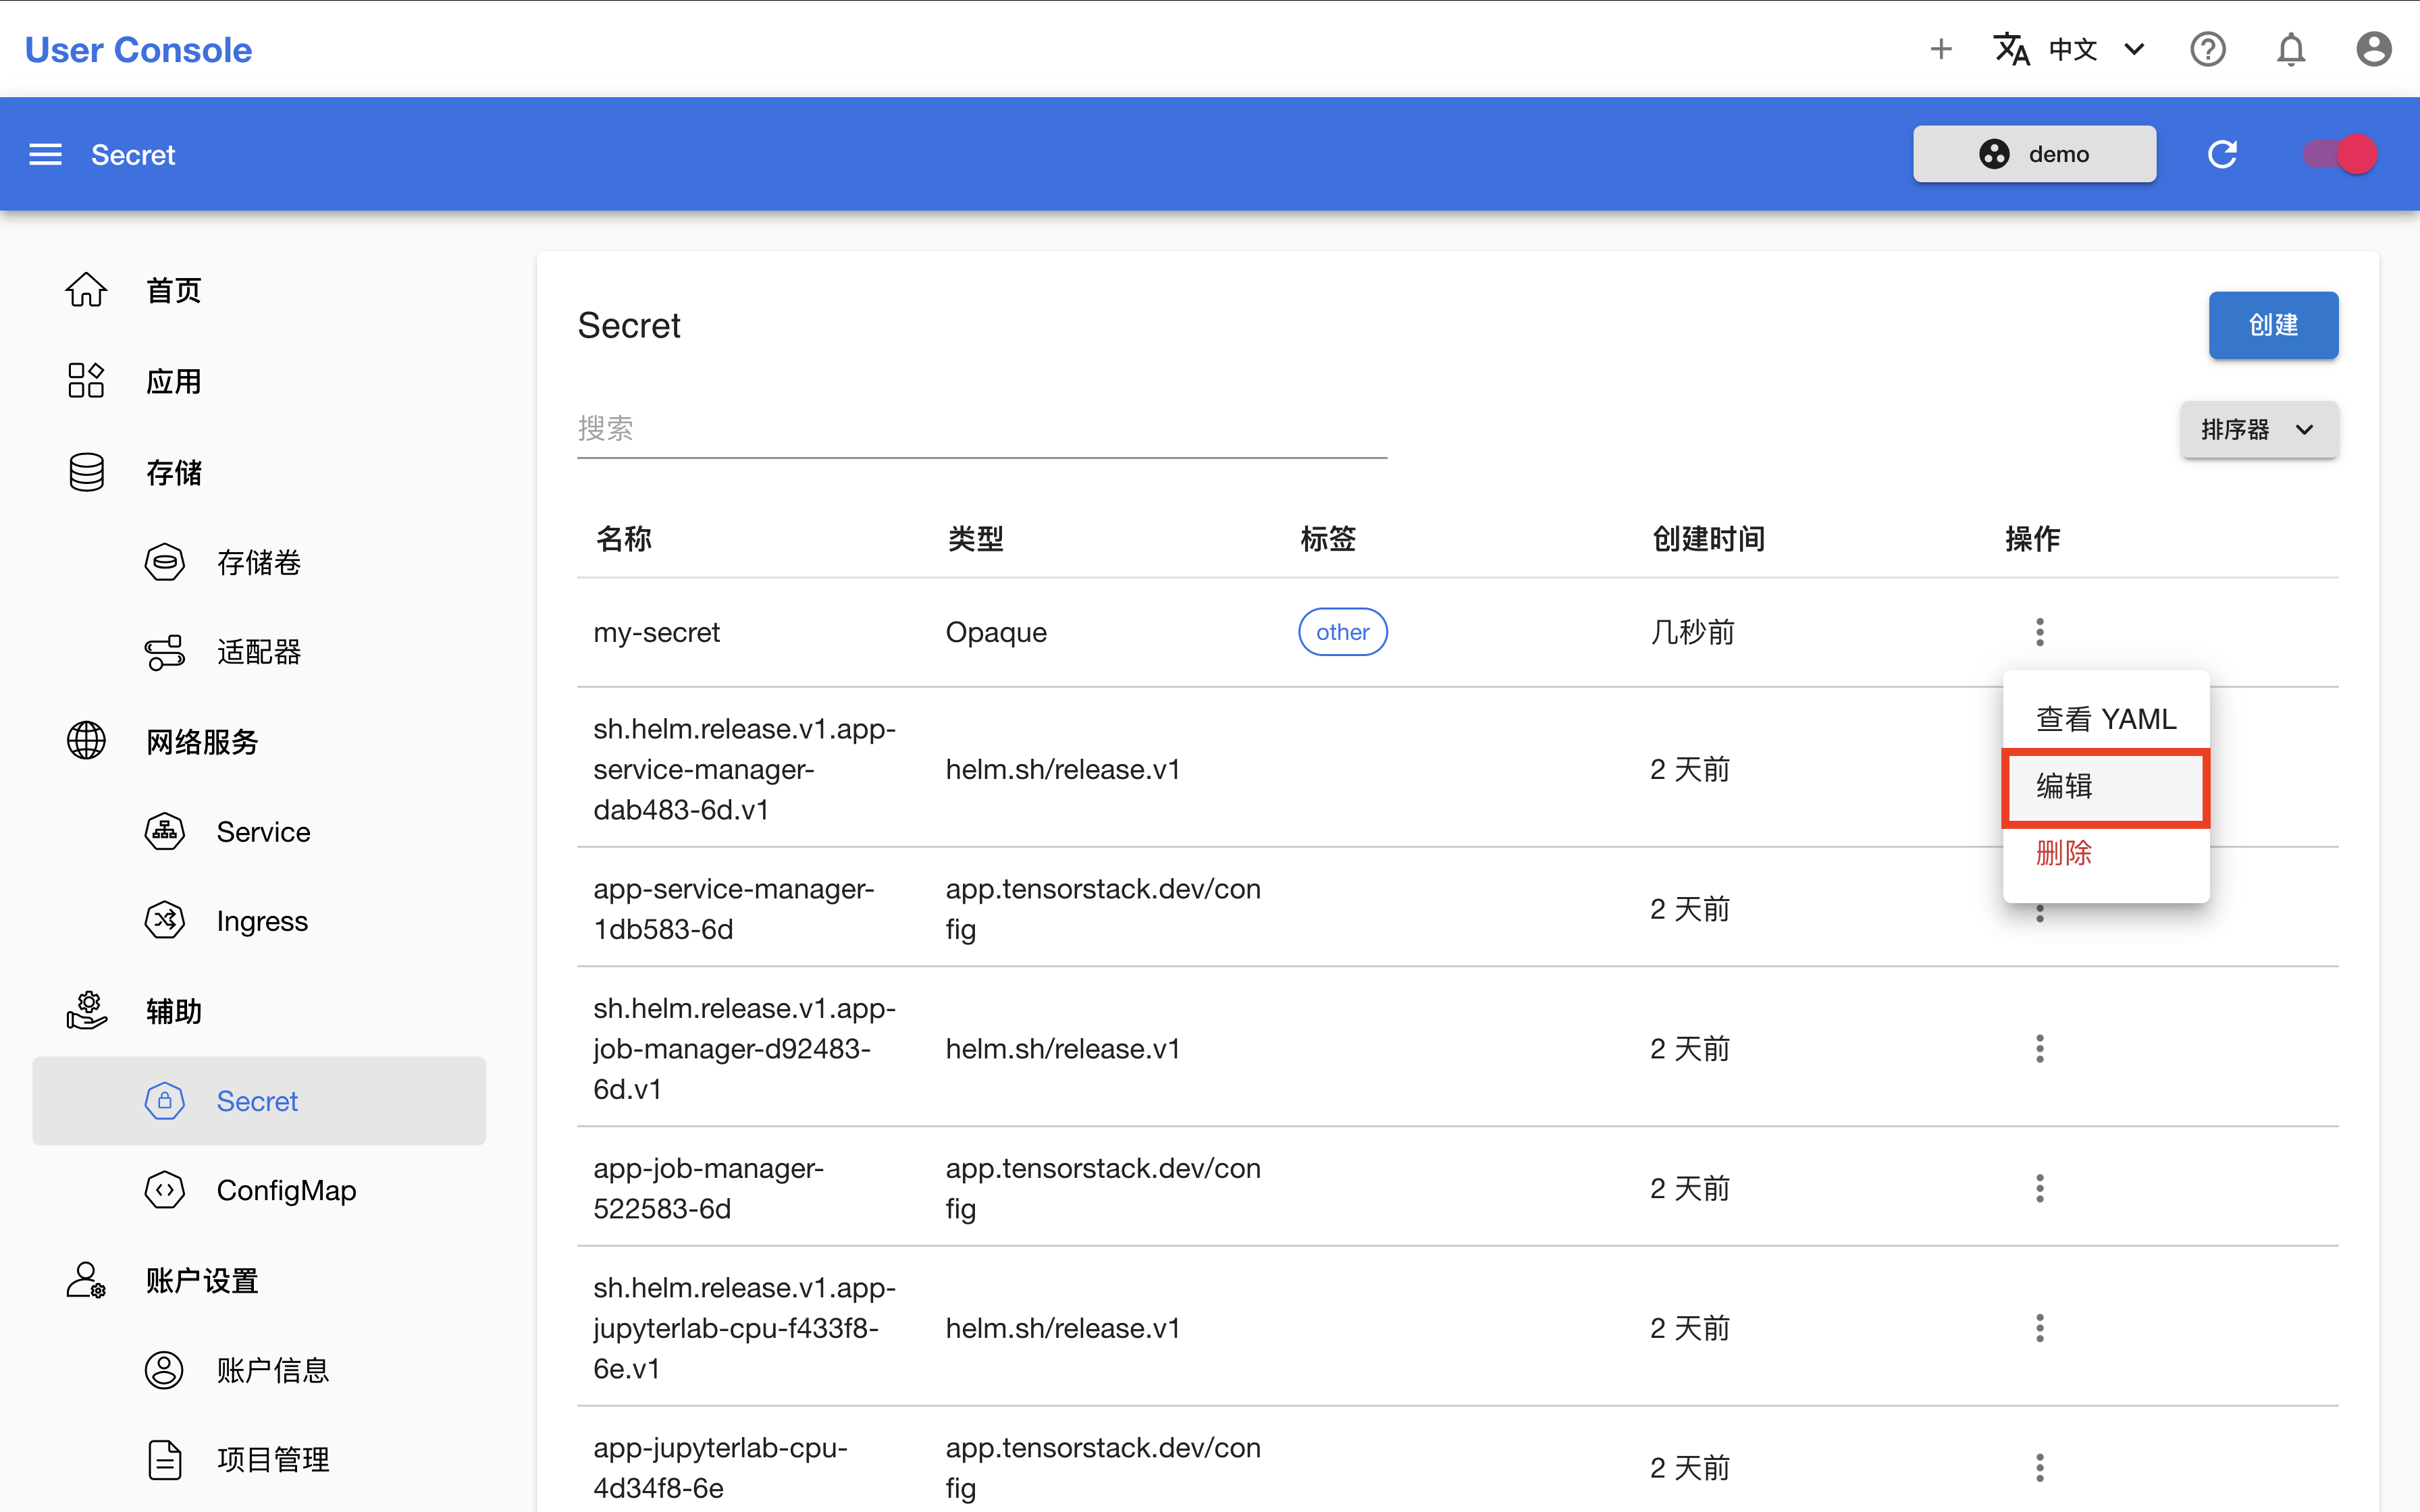 User Console
中文
Secret
demo
首页
应用
存储
存储卷
适配器
网络服务
Service
Ingress
辅助
Secret
ConfigMap
账户设置
账户信息
项目管理
Secret
创建
搜索
排序器
名称 类型 标签 创建时间 操作
my-secret Opaque other 几秒前
查看 YAML
编辑
删除
sh.helm.release.v1.app-
service-manager-
dab483-6d.v1
helm.sh/release.v1
2 天前
app-service-manager-
1db583-6d
app.tensorstack.dev/con
fig
2 天前
sh.helm.release.v1.app-
job-manager-d92483-
6d.v1
helm.sh/release.v1
2 天前
app-job-manager-
522583-6d
app.tensorstack.dev/con
fig
2 天前
sh.helm.release.v1.app-
jupyterlab-cpu-f433f8-
6e.v1
helm.sh/release.v1
2 天前
app-jupyterlab-cpu-
4d34f8-6e
app.tensorstack.dev/con
fig
2 天前